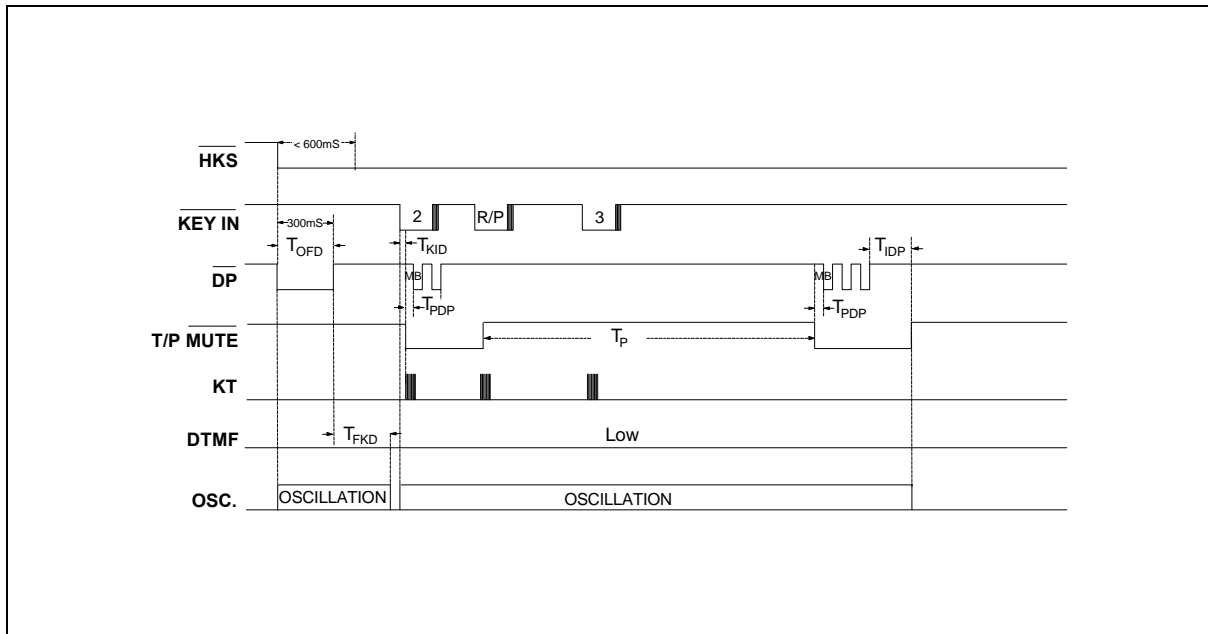 < 600mS
HKS
KEY IN
2
R/P
3
300mS
TOFD
TKID
TIDP
DP
MB
MB
TPDP
TPDP
T/P MUTE
TP
KT
TFKD
DTMF
Low
OSC.
OSCILLATION
OSCILLATION